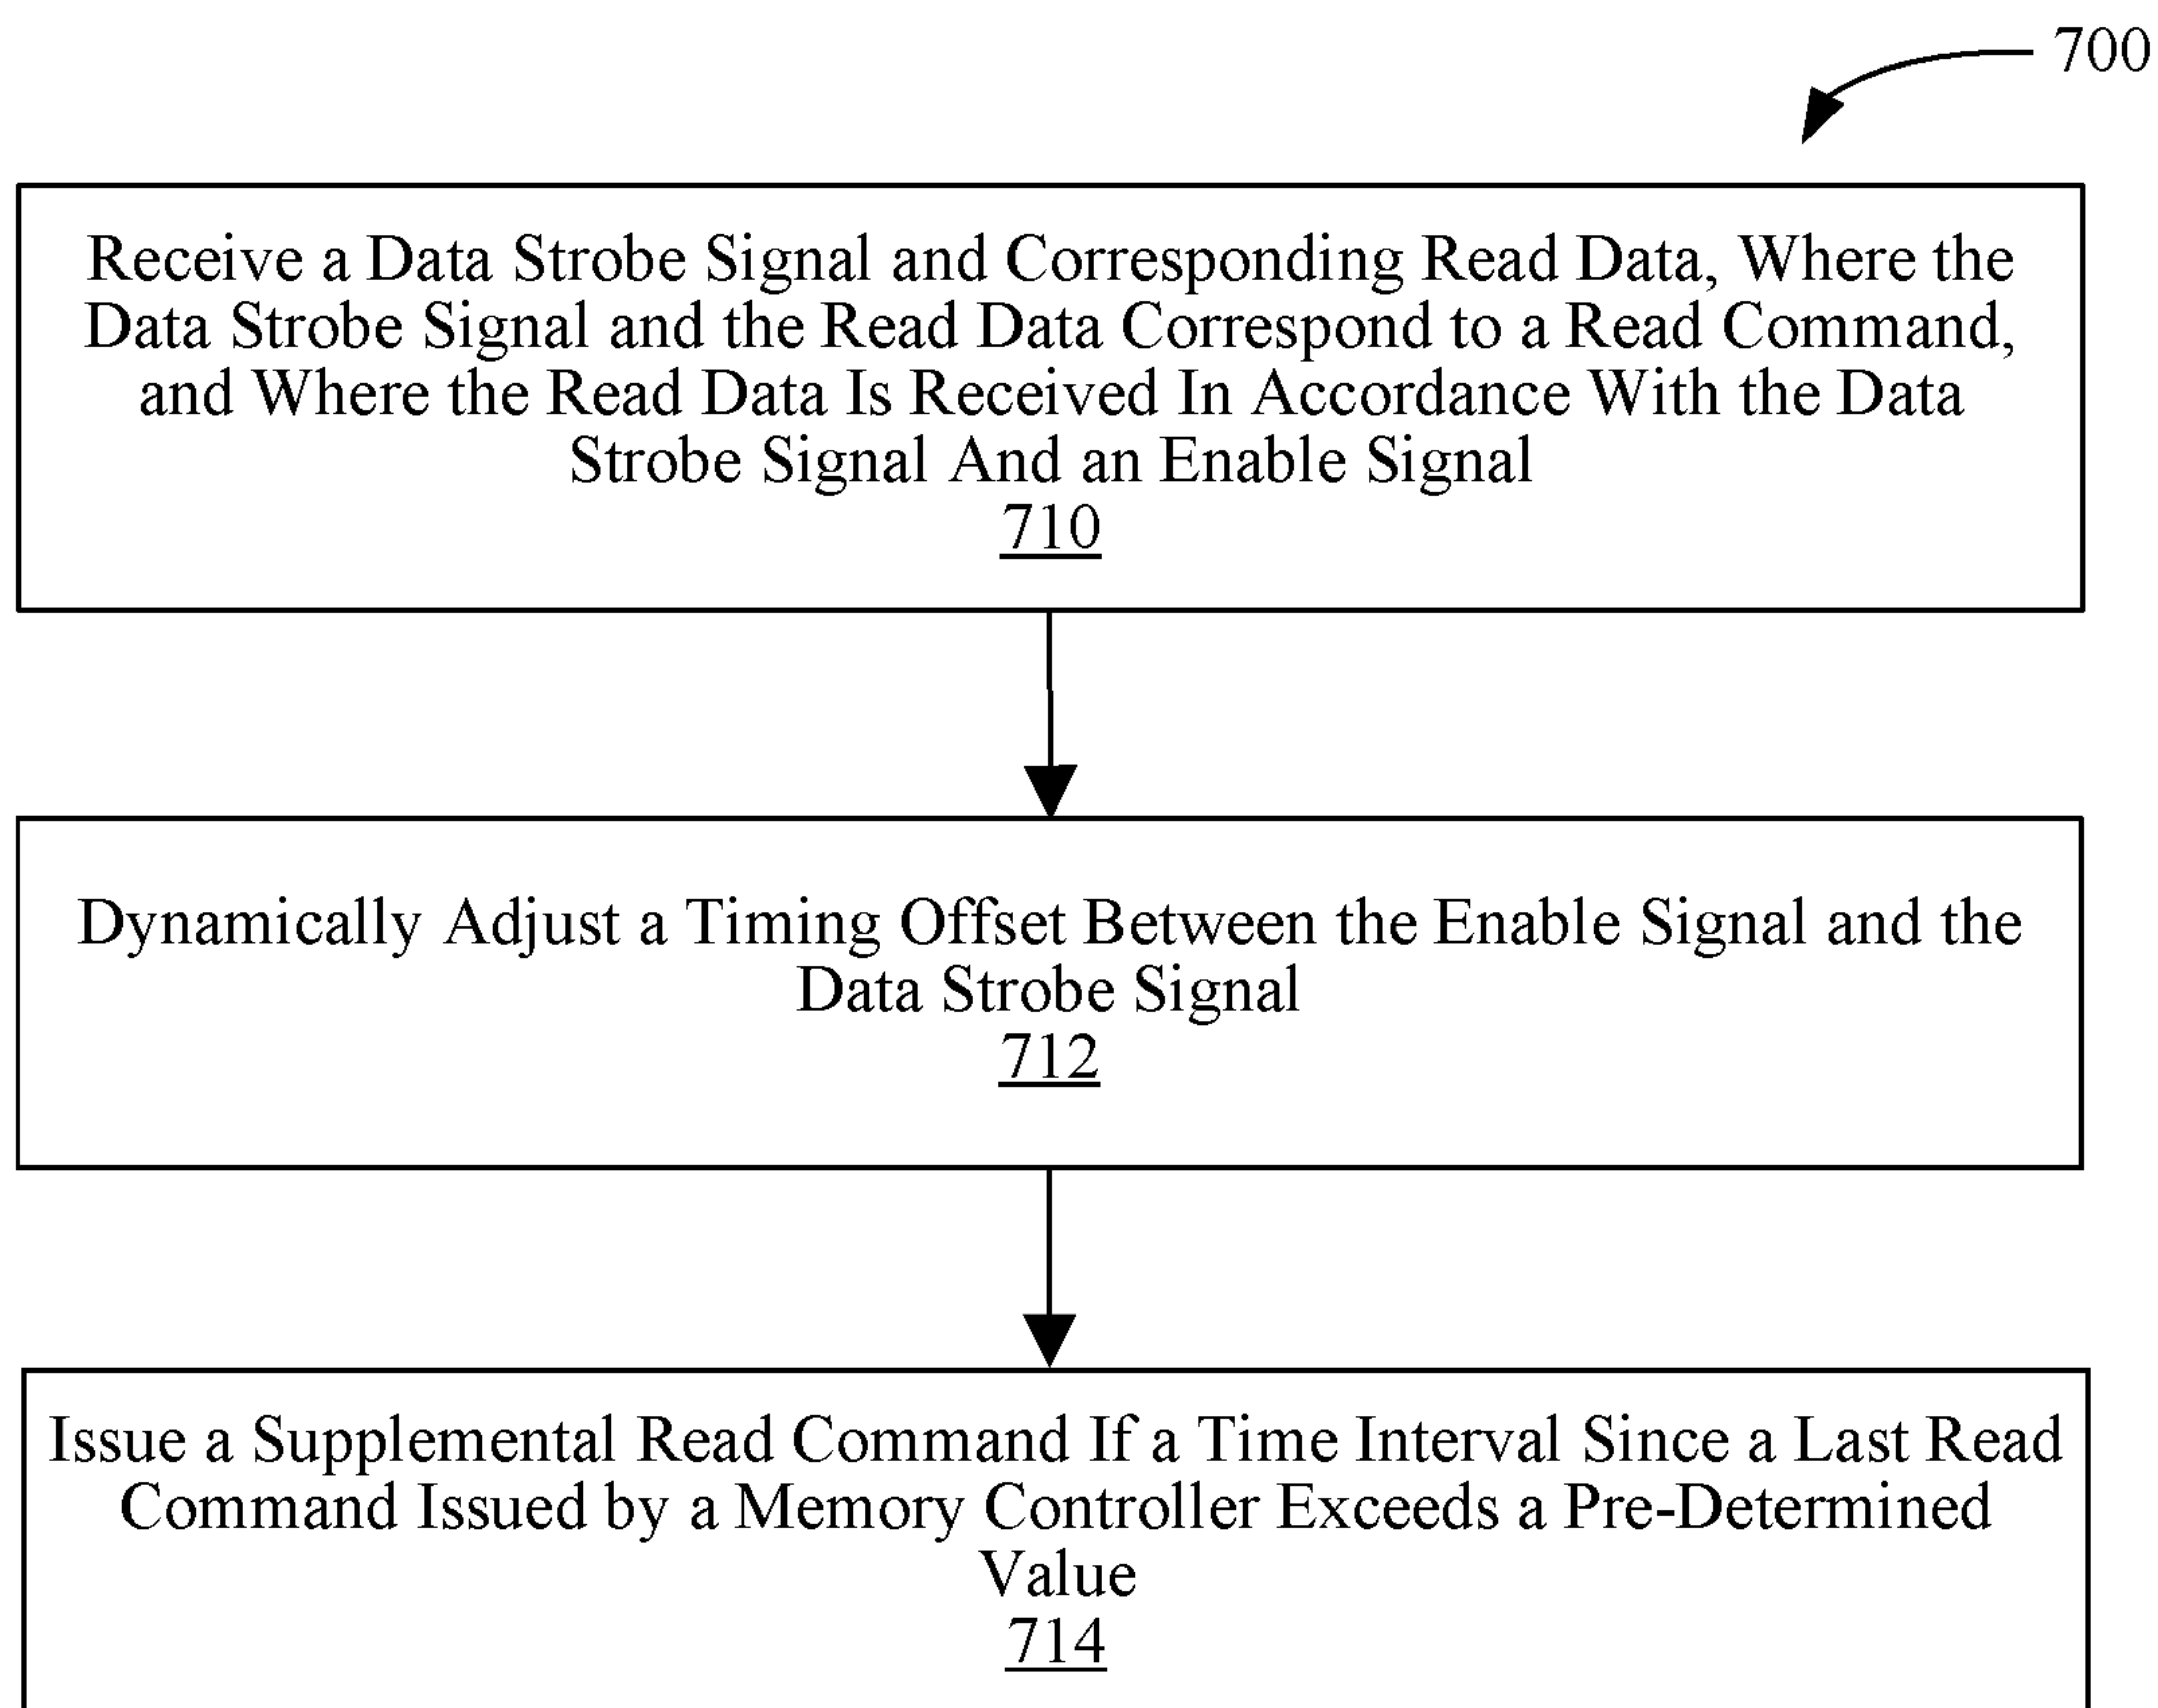 700
Receive a Data Strobe Signal and Corresponding Read Data, Where the
Data Strobe Signal and the Read Data Correspond to a Read Command,
and Where the Read Data Is Received In Accordance With the Data
Strobe Signal And an Enable Signal
710
Dynamically Adjust a Timing Offset Between the Enable Signal and the
Data Strobe Signal
712
Issue a Supplemental Read Command If a Time Interval Since a Last Read
Command Issued by a Memory Controller Exceeds a Pre-Determined
Value
714